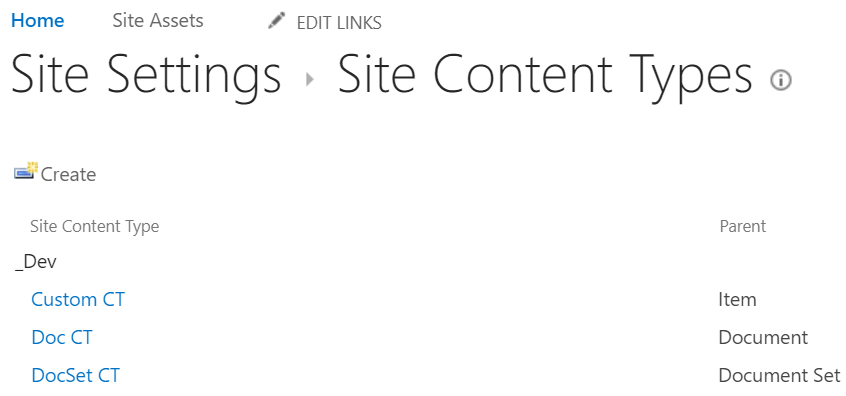 Home Site Assets EDIT LINKS
Site Settings Site Content Types
Create
Site Content Type Parent
_Dev
Custom CT Item
Doc CT Document
DocSet CT Document Set